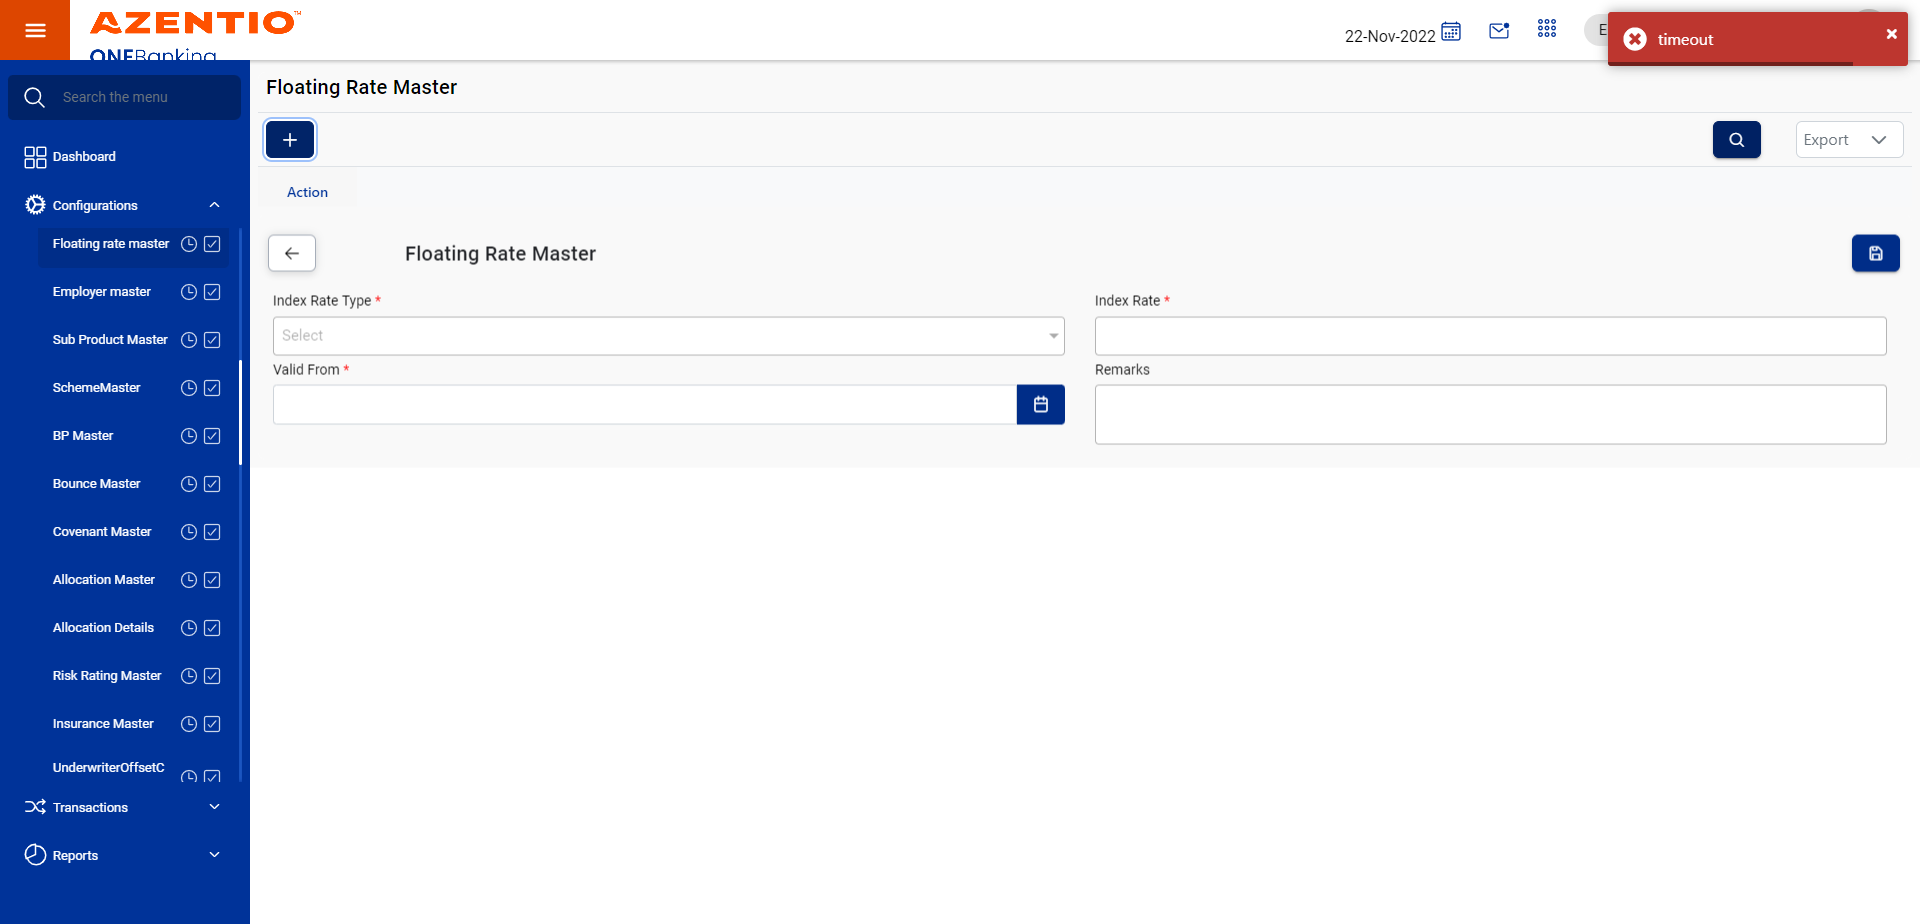 AZENTIO™
ONEBanking
22-Nov-2022
E
timeout
Search the menu
Dashboard
Configurations
Floating rate master
Employer master
Sub Product Master
SchemeMaster
BP Master
Bounce Master
Covenant Master
Allocation Master
Allocation Details
Risk Rating Master
Insurance Master
UnderwriterOffsetC
Transactions
Reports
Floating Rate Master
Export
Action
Floating Rate Master
Index Rate Type *
Index Rate *
Select
Valid From *
Remarks